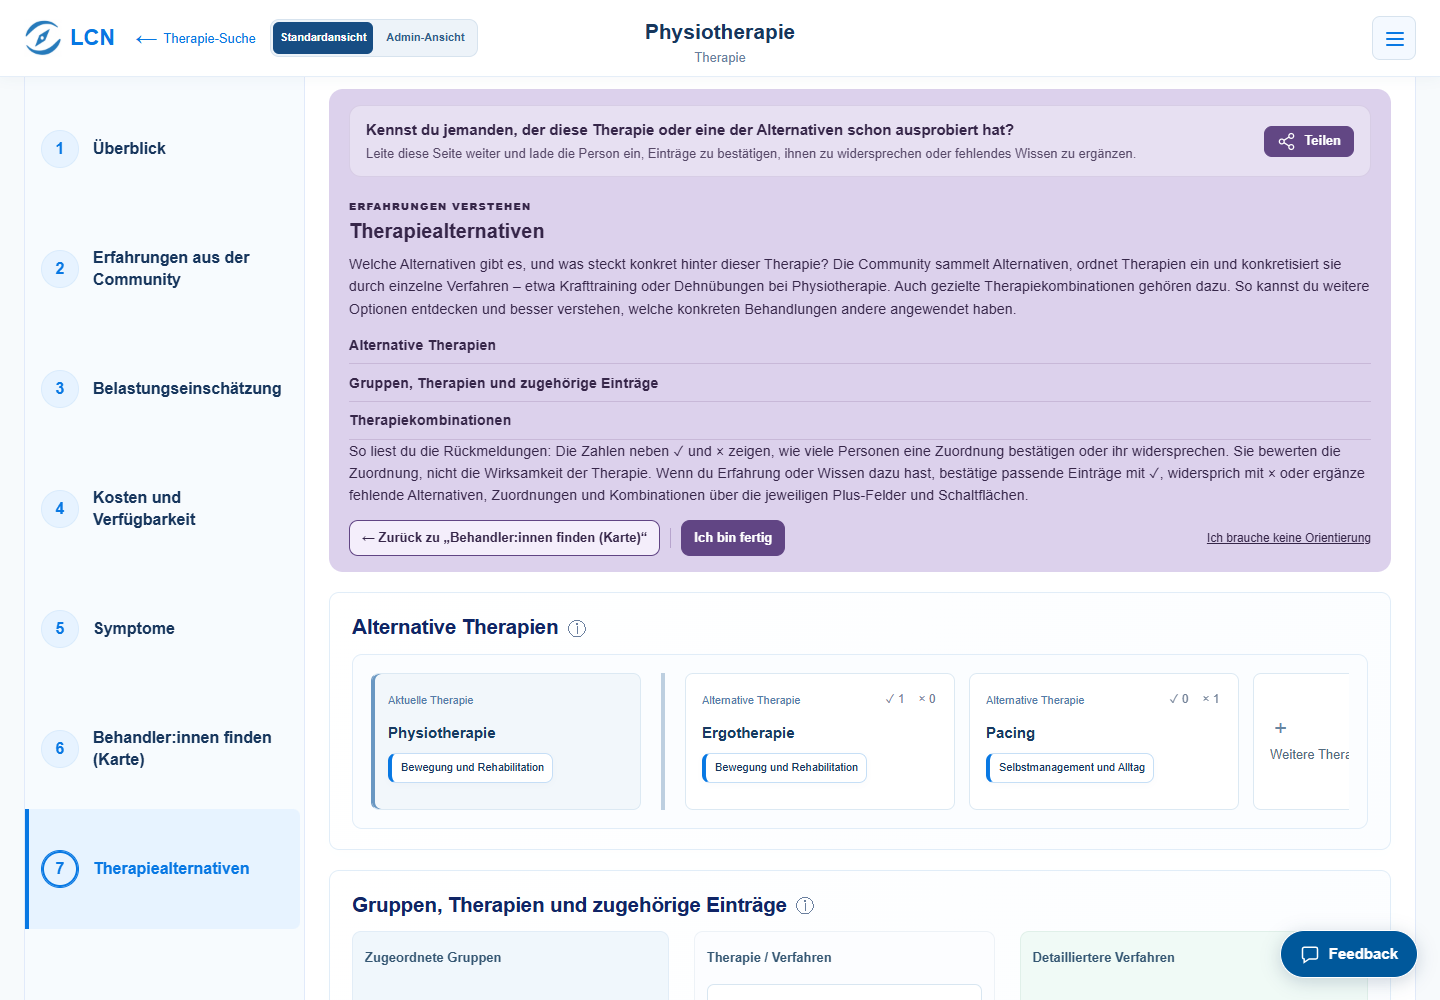 LCN
← Therapie-Suche
Standardansicht
Admin-Ansicht
Physiotherapie
Therapie
1 Überblick
2 Erfahrungen aus der
Community
3 Belastungseinschätzung
4 Kosten und
Verfügbarkeit
5 Symptome
6 Behandler:innen finden
(Karte)
7 Therapiealternativen
Kennst du jemanden, der diese Therapie oder eine der Alternativen schon ausprobiert hat?
Leite diese Seite weiter und lade die Person ein, Einträge zu bestätigen, ihnen zu widersprechen oder fehlendes Wissen zu ergänzen.
Teilen
ERFAHRUNGEN VERSTEHEN
Therapiealternativen
Welche Alternativen gibt es, und was steckt konkret hinter dieser Therapie? Die Community sammelt Alternativen, ordnet Therapien ein und konkretisiert sie
durch einzelne Verfahren – etwa Krafttraining oder Dehnübungen bei Physiotherapie. Auch gezielte Therapiekombinationen gehören dazu. So kannst du weitere
Optionen entdecken und besser verstehen, welche konkreten Behandlungen andere angewendet haben.
Alternative Therapien
Gruppen, Therapien und zugehörige Einträge
Therapiekombinationen
So liest du die Rückmeldungen: Die Zahlen neben ✓ und × zeigen, wie viele Personen eine Zuordnung bestätigen oder ihr widersprechen. Sie bewerten die
Zuordnung, nicht die Wirksamkeit der Therapie. Wenn du Erfahrung oder Wissen dazu hast, bestätige passende Einträge mit ✓, widersprich mit × oder ergänze
fehlende Alternativen, Zuordnungen und Kombinationen über die jeweiligen Plus-Felder und Schaltflächen.
← Zurück zu „Behandler:innen finden (Karte)“
Ich bin fertig
Ich brauche keine Orientierung
Alternative Therapien ⓘ
Aktuelle Therapie
Physiotherapie
Bewegung und Rehabilitation
Alternative Therapie ✓ 1 × 0
Ergotherapie
Bewegung und Rehabilitation
Alternative Therapie ✓ 0 × 1
Pacing
Selbstmanagement und Alltag
+
Weitere Thera
Gruppen, Therapien und zugehörige Einträge ⓘ
Zugeordnete Gruppen
Therapie / Verfahren
Detailliertere Verfahren
Feedback